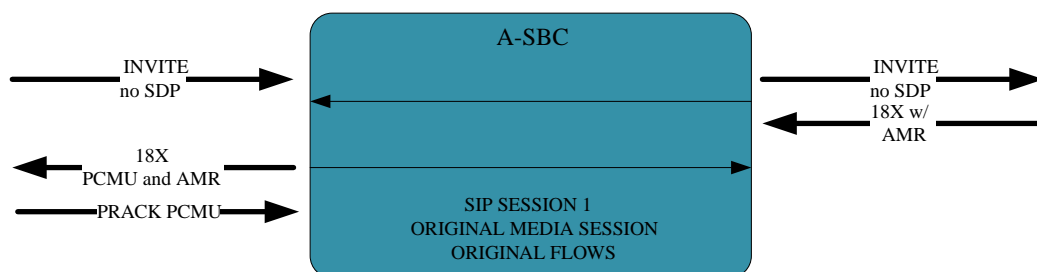 A-SBC
INVITE
no SDP
INVITE
no SDP
18X w/
AMR
18X
PCMU and AMR
PRACK PCMU
SIP SESSION 1
ORIGINAL MEDIA SESSION
ORIGINAL FLOWS